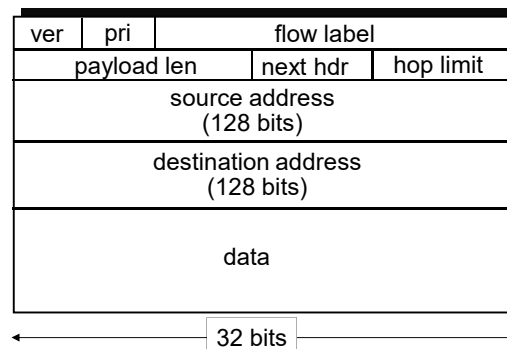 ver pri flow label
payload len next hdr hop limit
source address
(128 bits)
destination address
(128 bits)
data
32 bits